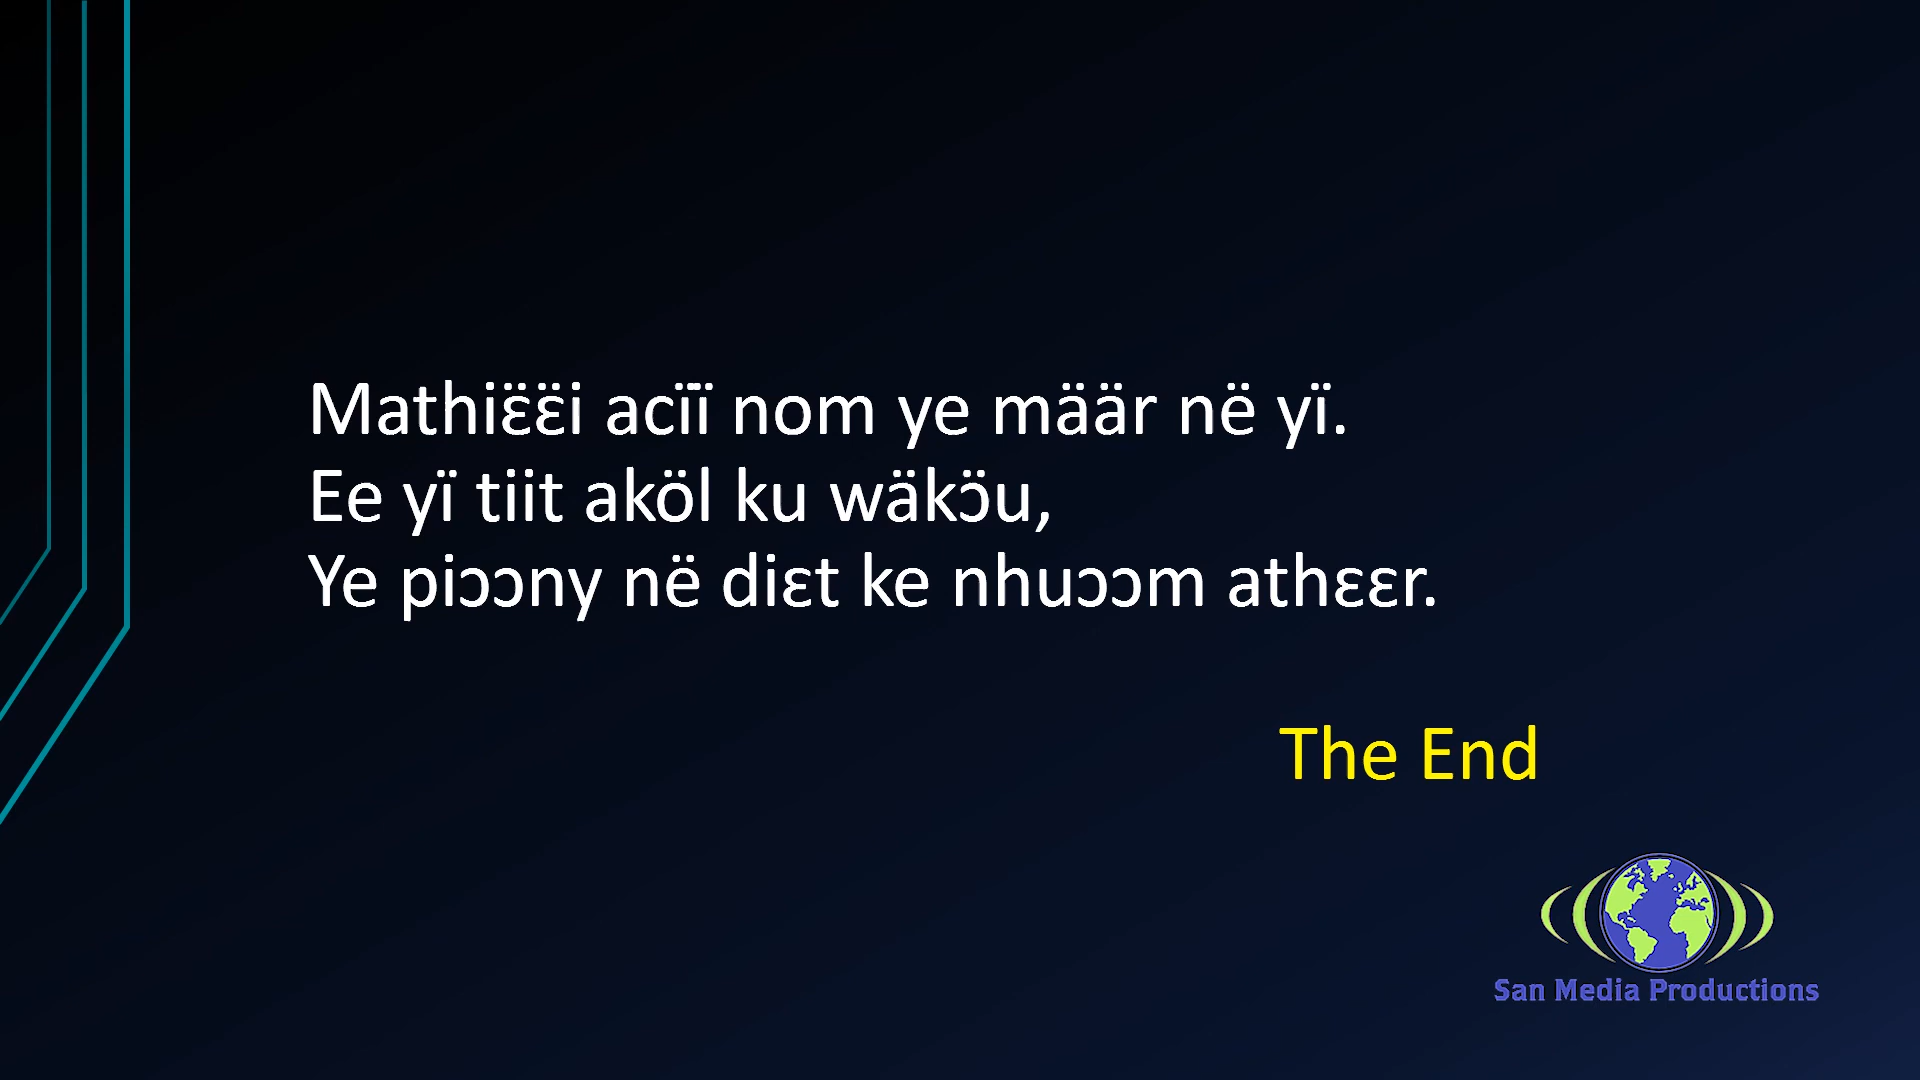 Mathiɛ̈ɛ̈i acïï nom ye määr në yï.
Ee yï tiit aköl ku wäkɔ̈u,
Ye piɔɔny në diɛt ke nhuɔɔm athɛɛr.
The End
San Media Productions